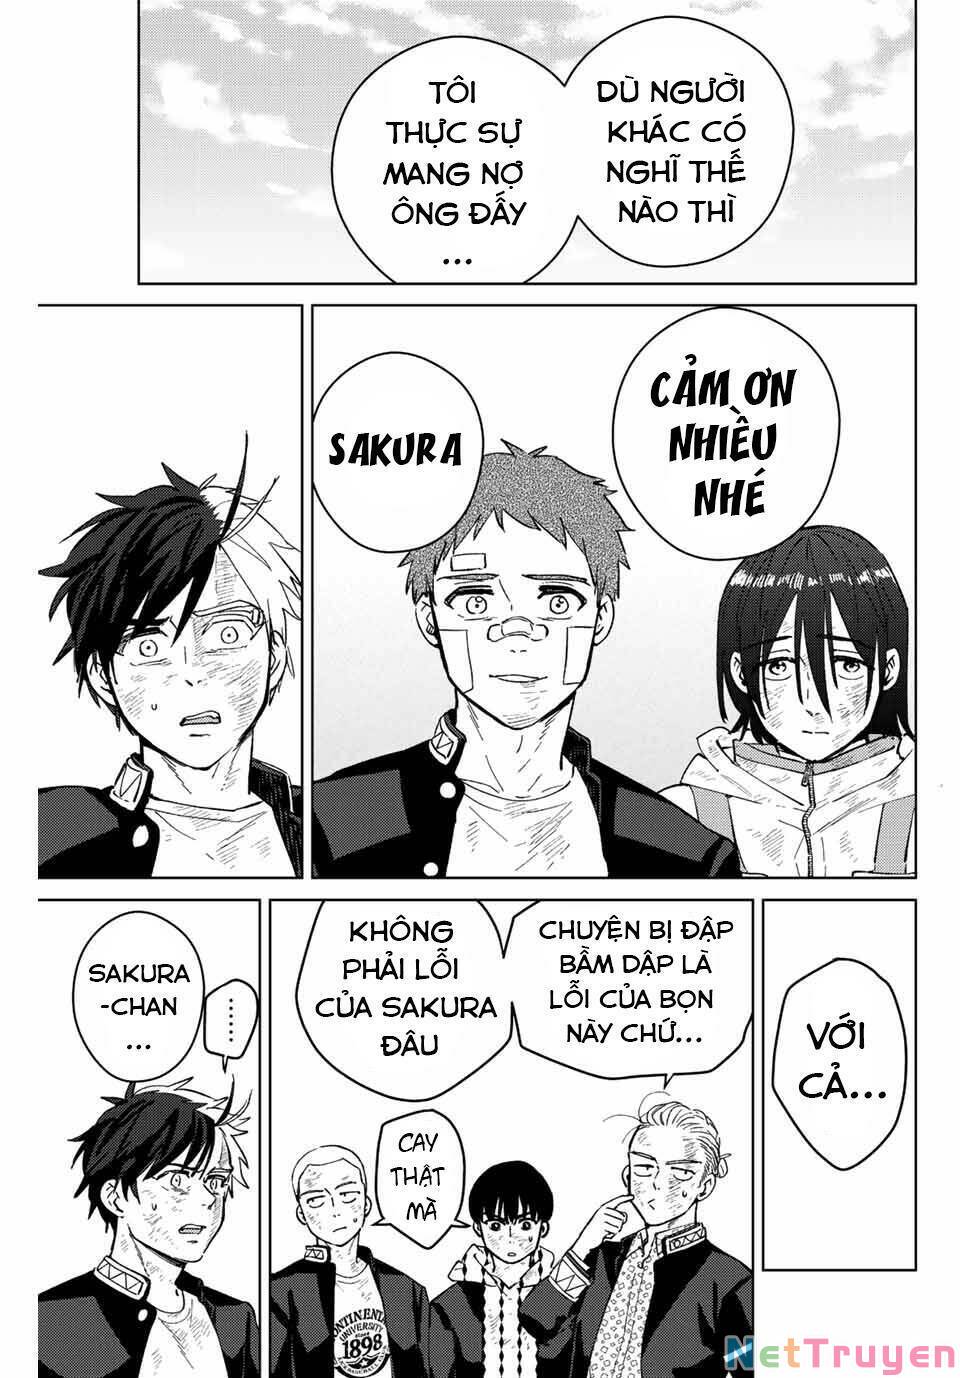 DÙ NGƯỜI
KHÁC CÓ
NGHĨ THẾ
NÀO THÌ
TÔI
THỰC SỰ
MANG NỢ
ÔNG ĐẤY
...
CẢM ƠN
NHIỀU
NHÉ
SAKURA
VỚI
CẢ...
CHUYỆN BỊ ĐẬP
BẦM DẬP LÀ
LỖI CỦA BỌN
NÀY CHỨ...
KHÔNG
PHẢI LỖI
CỦA SAKURA
ĐÂU
CAY
THẬT
MÀ
CONTINENTAL
UNIVERSITY
1898
......
SAKURA
-CHAN
...
NetTruyen